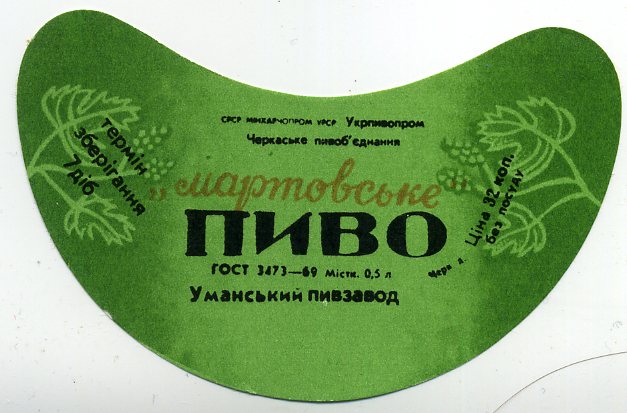 СРСР МІНХАРЧОПРОМ УРСР Укрпивопром
Черкаське пивоб'єднання
термін
зберігання
7 діб.
„мартовське
ПИВО
ГОСТ 3473—69 Містк. 0,5 л
Уманський пивзавод
Ціна 32 коп.
без посуду